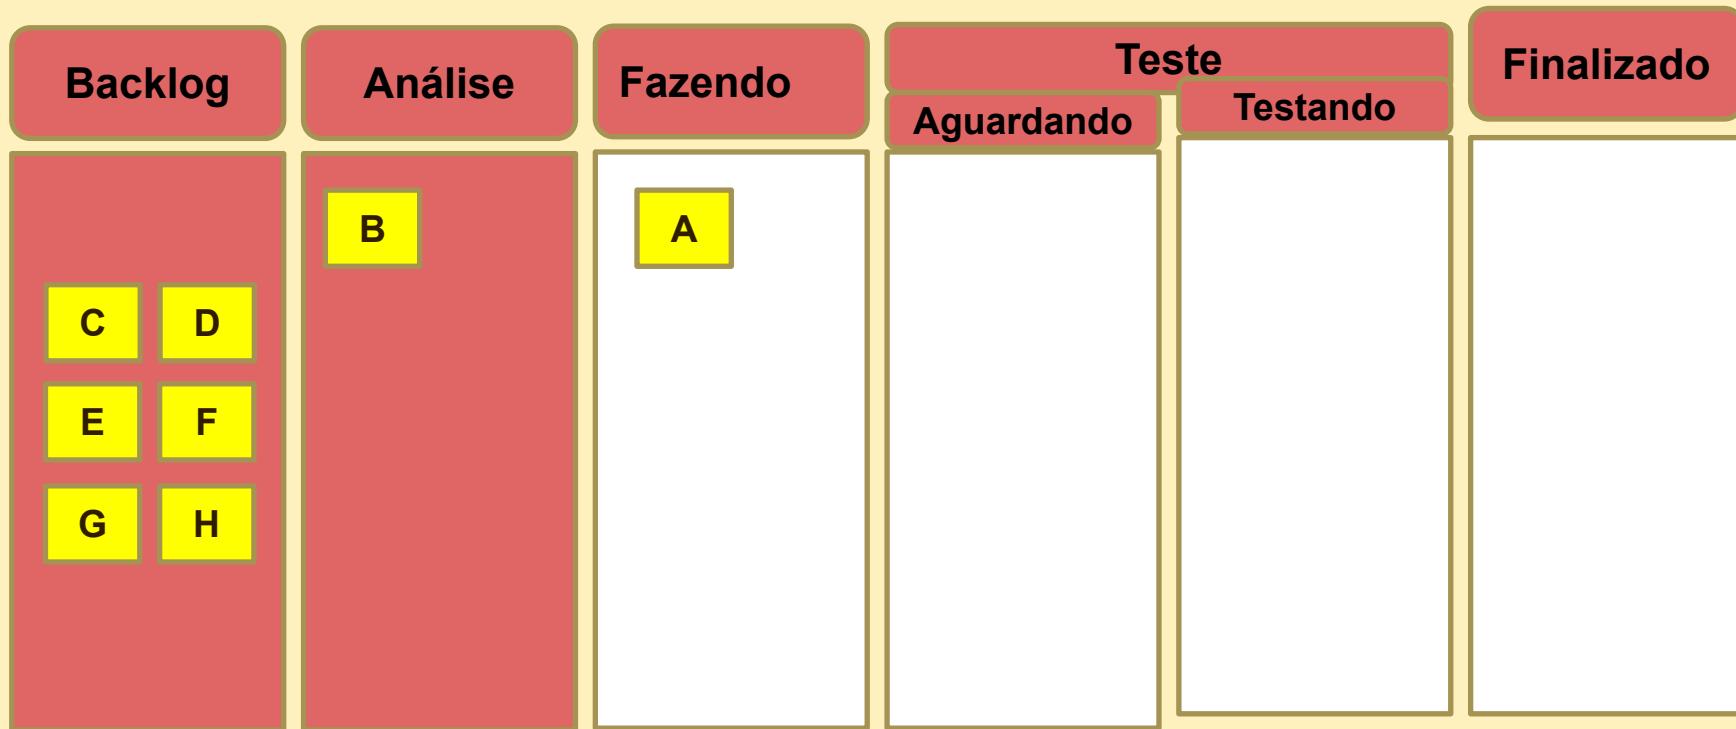 Backlog
Análise
Fazendo
Teste
Aguardando
Testando
Finalizado
B
A
C D
E F
G H